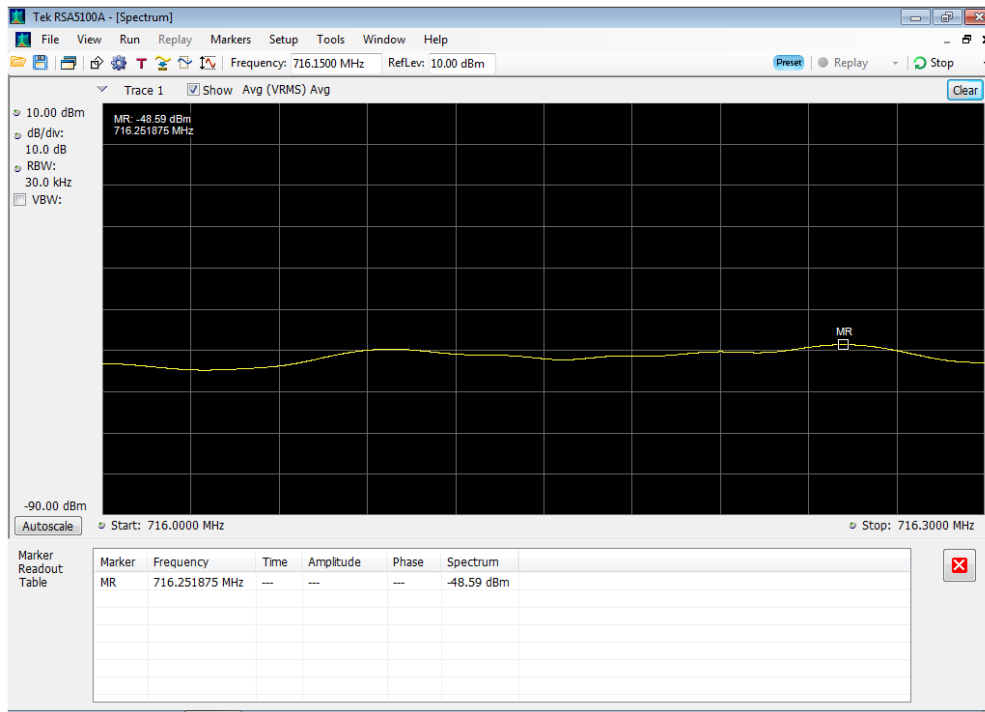 Tek RSA5100A - [Spectrum]
File View Run Replay Markers Setup Tools Window Help
T Frequency: 716.1500 MHz RefLev: 10.00 dBm Preset Replay Stop
Trace 1 Show Avg (VRMS) Avg Clear
10.00 dBm
dB/div:
10.0 dB
RBW:
30.0 kHz
VBW:
MR: -48.59 dBm
716.251875 MHz
MR
-90.00 dBm
Autoscale Start: 716.0000 MHz Stop: 716.3000 MHz
Marker
Readout
Table
Marker Frequency Time Amplitude Phase Spectrum
MR 716.251875 MHz --- --- --- -48.59 dBm